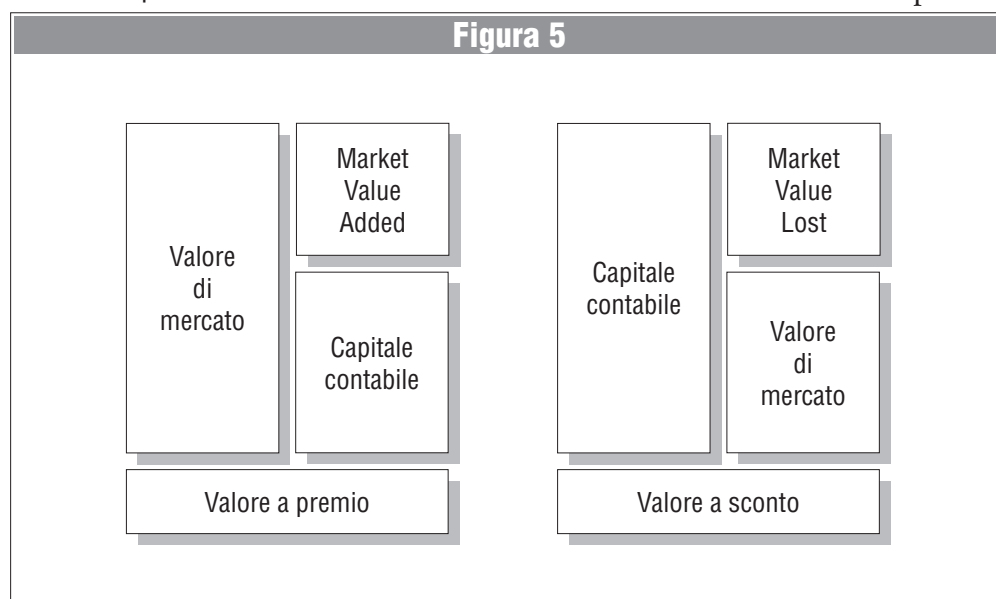 Figura 5
Valore
di
mercato
Market
Value
Added
Capitale
contabile
Valore a premio
Capitale
contabile
Market
Value
Lost
Valore
di
mercato
Valore a sconto